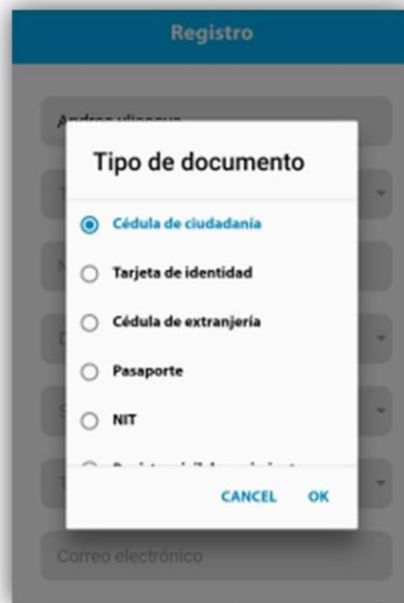 Registro
Tipo de documento
Cédula de ciudadanía
Tarjeta de identidad
Cédula de extranjería
Pasaporte
NIT
CANCEL OK
Correo electrónico